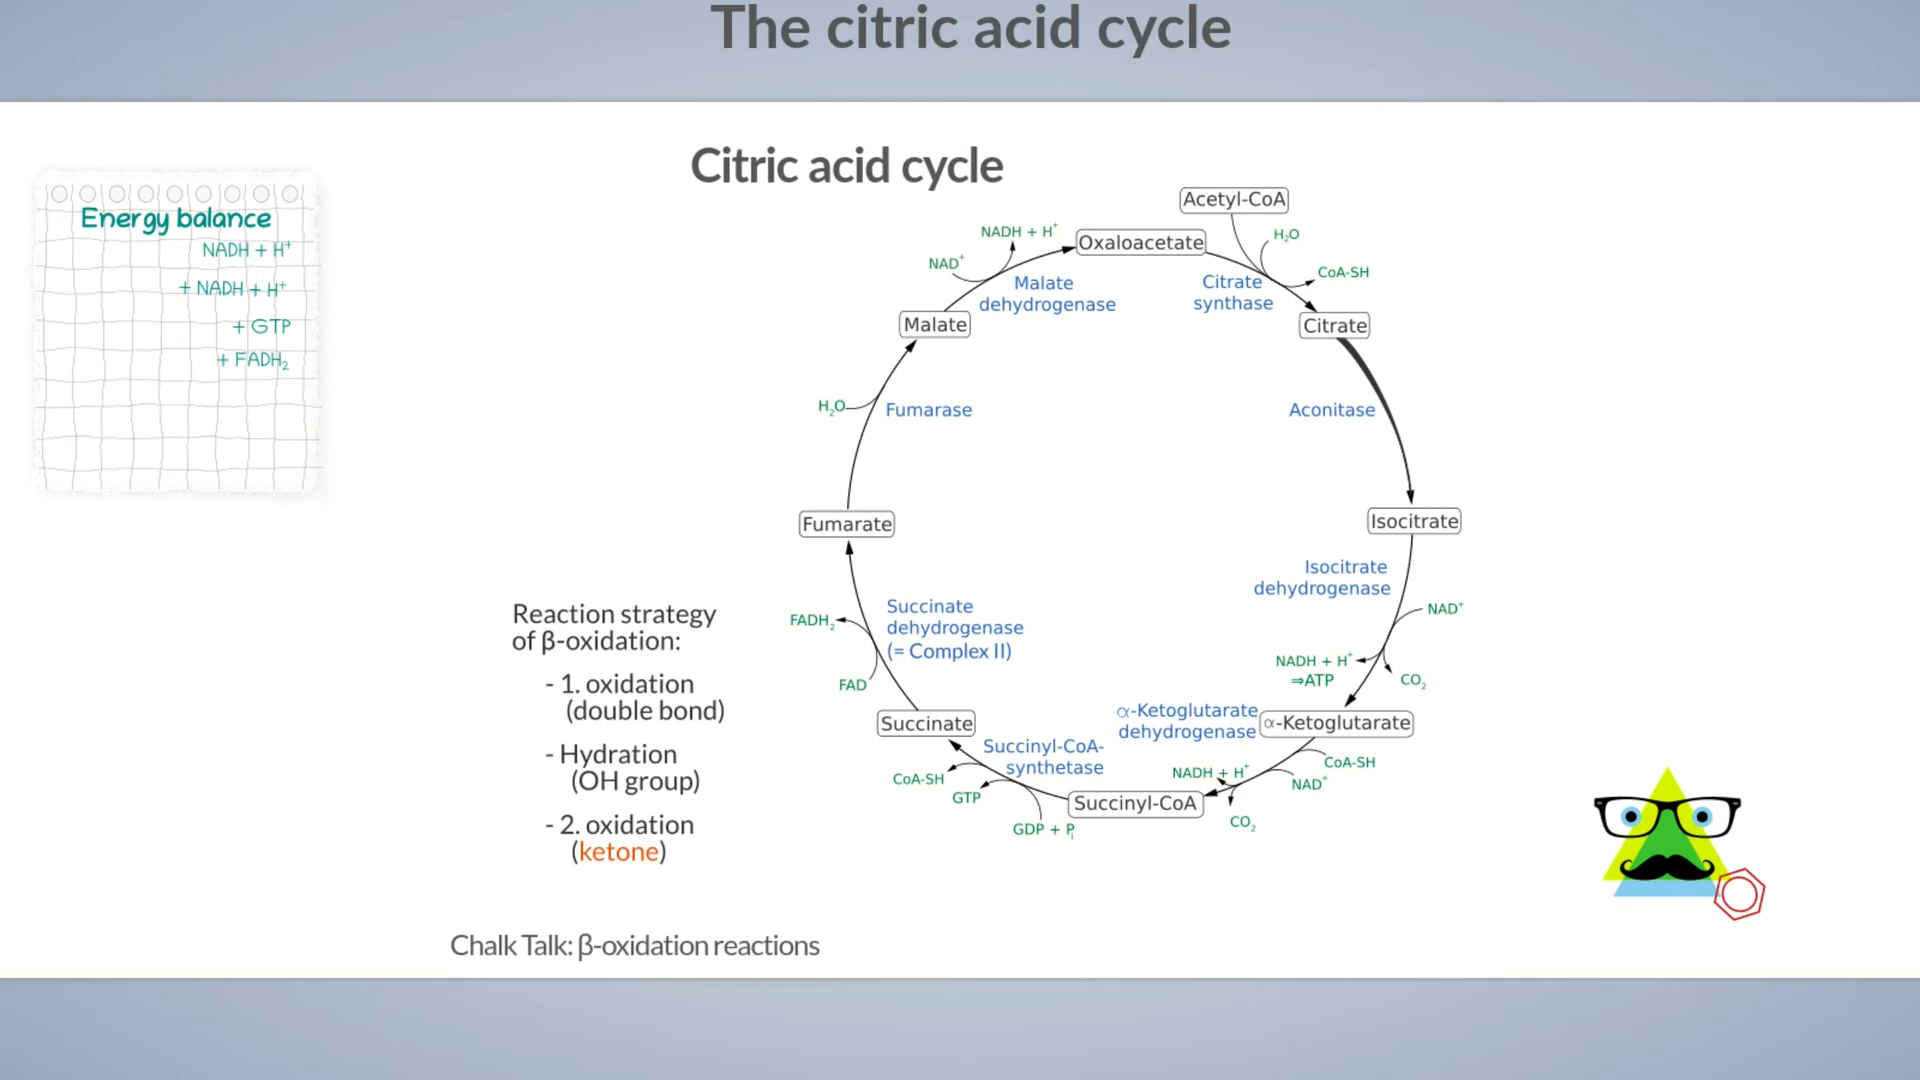 The citric acid cycle
Citric acid cycle
Energy balance
NADH + H⁺
+ NADH + H⁺
+ GTP
+ FADH₂
Acetyl-CoA
H₂O
CoA-SH
Oxaloacetate
Citrate
synthase
Citrate
Aconitase
Isocitrate
Isocitrate
dehydrogenase
NAD⁺
NADH + H⁺
⇒ATP
CO₂
α-Ketoglutarate
α-Ketoglutarate
dehydrogenase
CoA-SH
NAD⁺
NADH + H⁺
CO₂
Succinyl-CoA
Succinyl-CoA-
synthetase
GDP + Pᵢ
GTP
CoA-SH
Succinate
Succinate
dehydrogenase
(= Complex II)
FAD
FADH₂
Fumarate
Fumarase
H₂O
Malate
Malate
dehydrogenase
NAD⁺
NADH + H⁺
Reaction strategy
of β-oxidation:
- 1. oxidation
(double bond)
- Hydration
(OH group)
- 2. oxidation
(ketone)
Chalk Talk: β-oxidation reactions